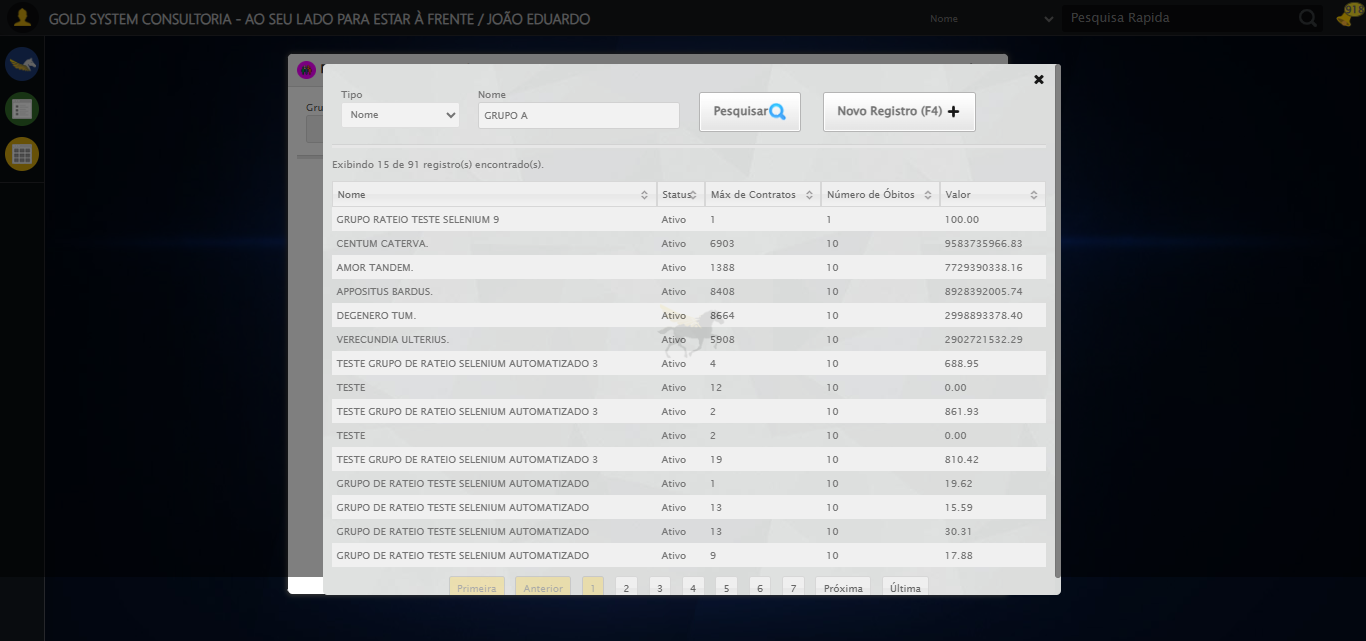 GOLD SYSTEM CONSULTORIA - AO SEU LADO PARA ESTAR À FRENTE / JOÃO EDUARDO
Nome
Pesquisa Rapida
918
Gru
Tipo
Nome
Nome
GRUPO A
Pesquisar
Novo Registro (F4)
Exibindo 15 de 91 registro(s) encontrado(s).
Nome Status Máx de Contratos Número de Óbitos Valor
GRUPO RATEIO TESTE SELENIUM 9 Ativo 1 1 100.00
CENTUM CATERVA. Ativo 6903 10 9583735966.83
AMOR TANDEM. Ativo 1388 10 7729390338.16
APPOSITUS BARDUS. Ativo 8408 10 8928392005.74
DEGENERO TUM. Ativo 8664 10 2998893378.40
VERECUNDIA ULTERIUS. Ativo 5908 10 2902721532.29
TESTE GRUPO DE RATEIO SELENIUM AUTOMATIZADO 3 Ativo 4 10 688.95
TESTE Ativo 12 10 0.00
TESTE GRUPO DE RATEIO SELENIUM AUTOMATIZADO 3 Ativo 2 10 861.93
TESTE Ativo 2 10 0.00
TESTE GRUPO DE RATEIO SELENIUM AUTOMATIZADO 3 Ativo 19 10 810.42
GRUPO DE RATEIO TESTE SELENIUM AUTOMATIZADO Ativo 1 10 19.62
GRUPO DE RATEIO TESTE SELENIUM AUTOMATIZADO Ativo 13 10 15.59
GRUPO DE RATEIO TESTE SELENIUM AUTOMATIZADO Ativo 13 10 30.31
GRUPO DE RATEIO TESTE SELENIUM AUTOMATIZADO Ativo 9 10 17.88
Primeira Anterior 1 2 3 4 5 6 7 Próxima Última